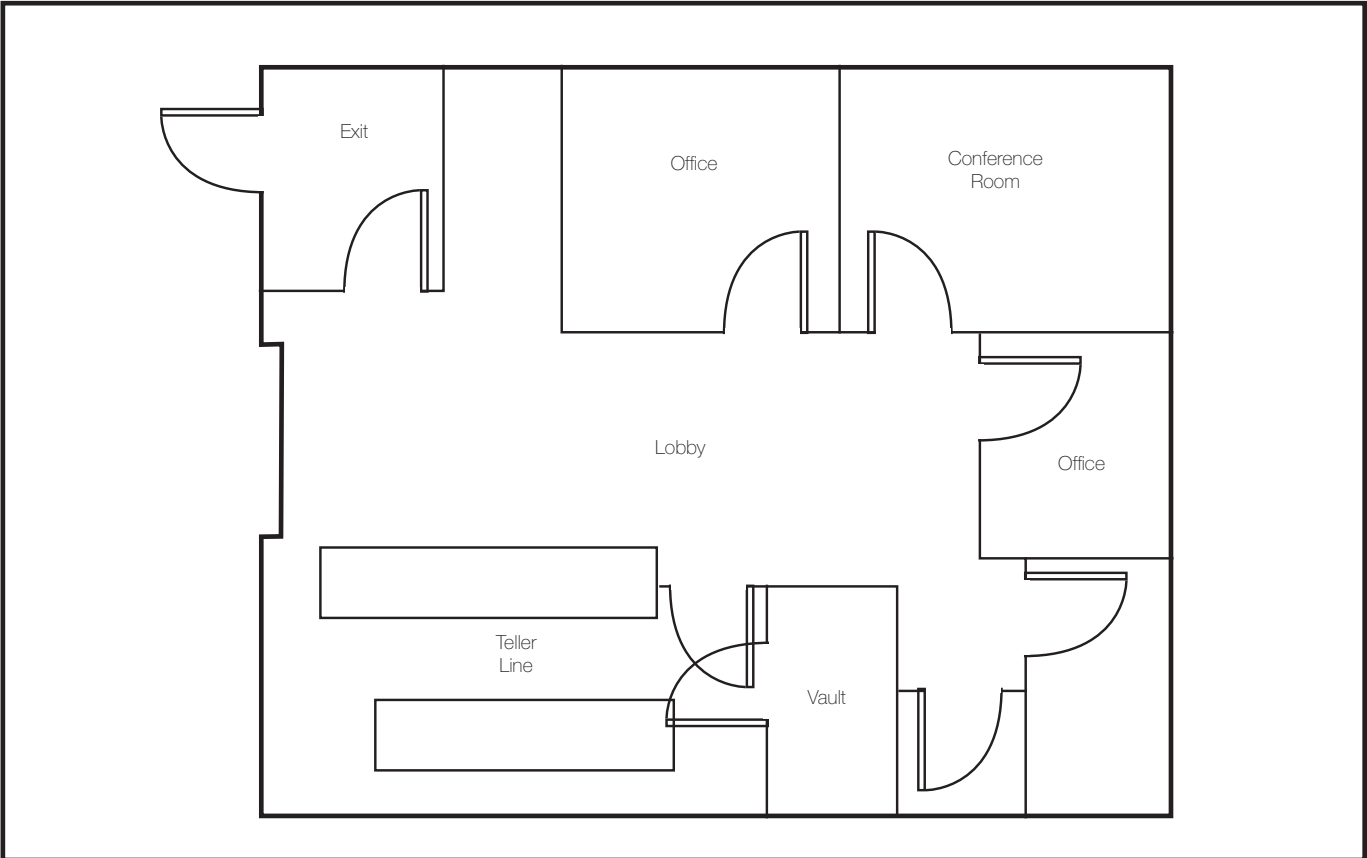 Exit
Office
Conference
Room
Lobby
Office
Teller
Line
Vault